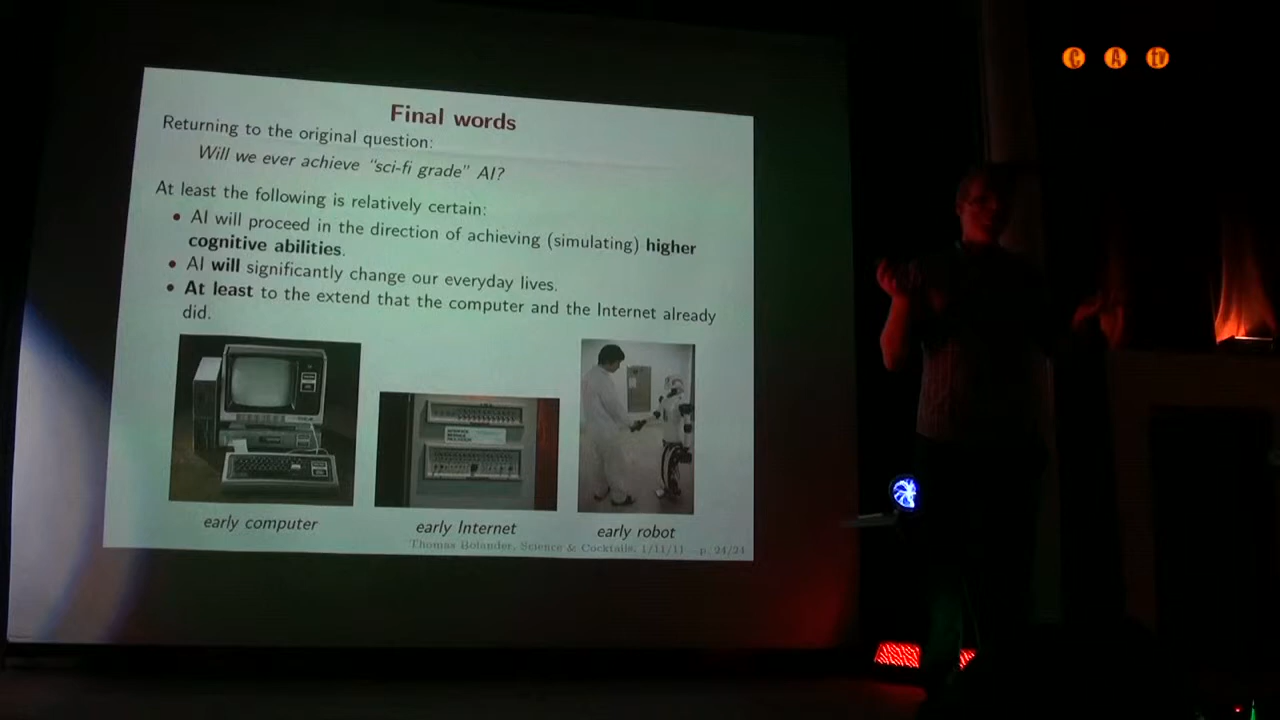 C A tv
Final words
Returning to the original question:
Will we ever achieve "sci-fi grade" AI?
At least the following is relatively certain:
• AI will proceed in the direction of achieving (simulating) higher
cognitive abilities.
• AI will significantly change our everyday lives.
• At least to the extend that the computer and the Internet already
did.
early computer
early Internet
early robot
Thomas Bolander, Science & Cocktails, 1/11/11 – p. 24/24